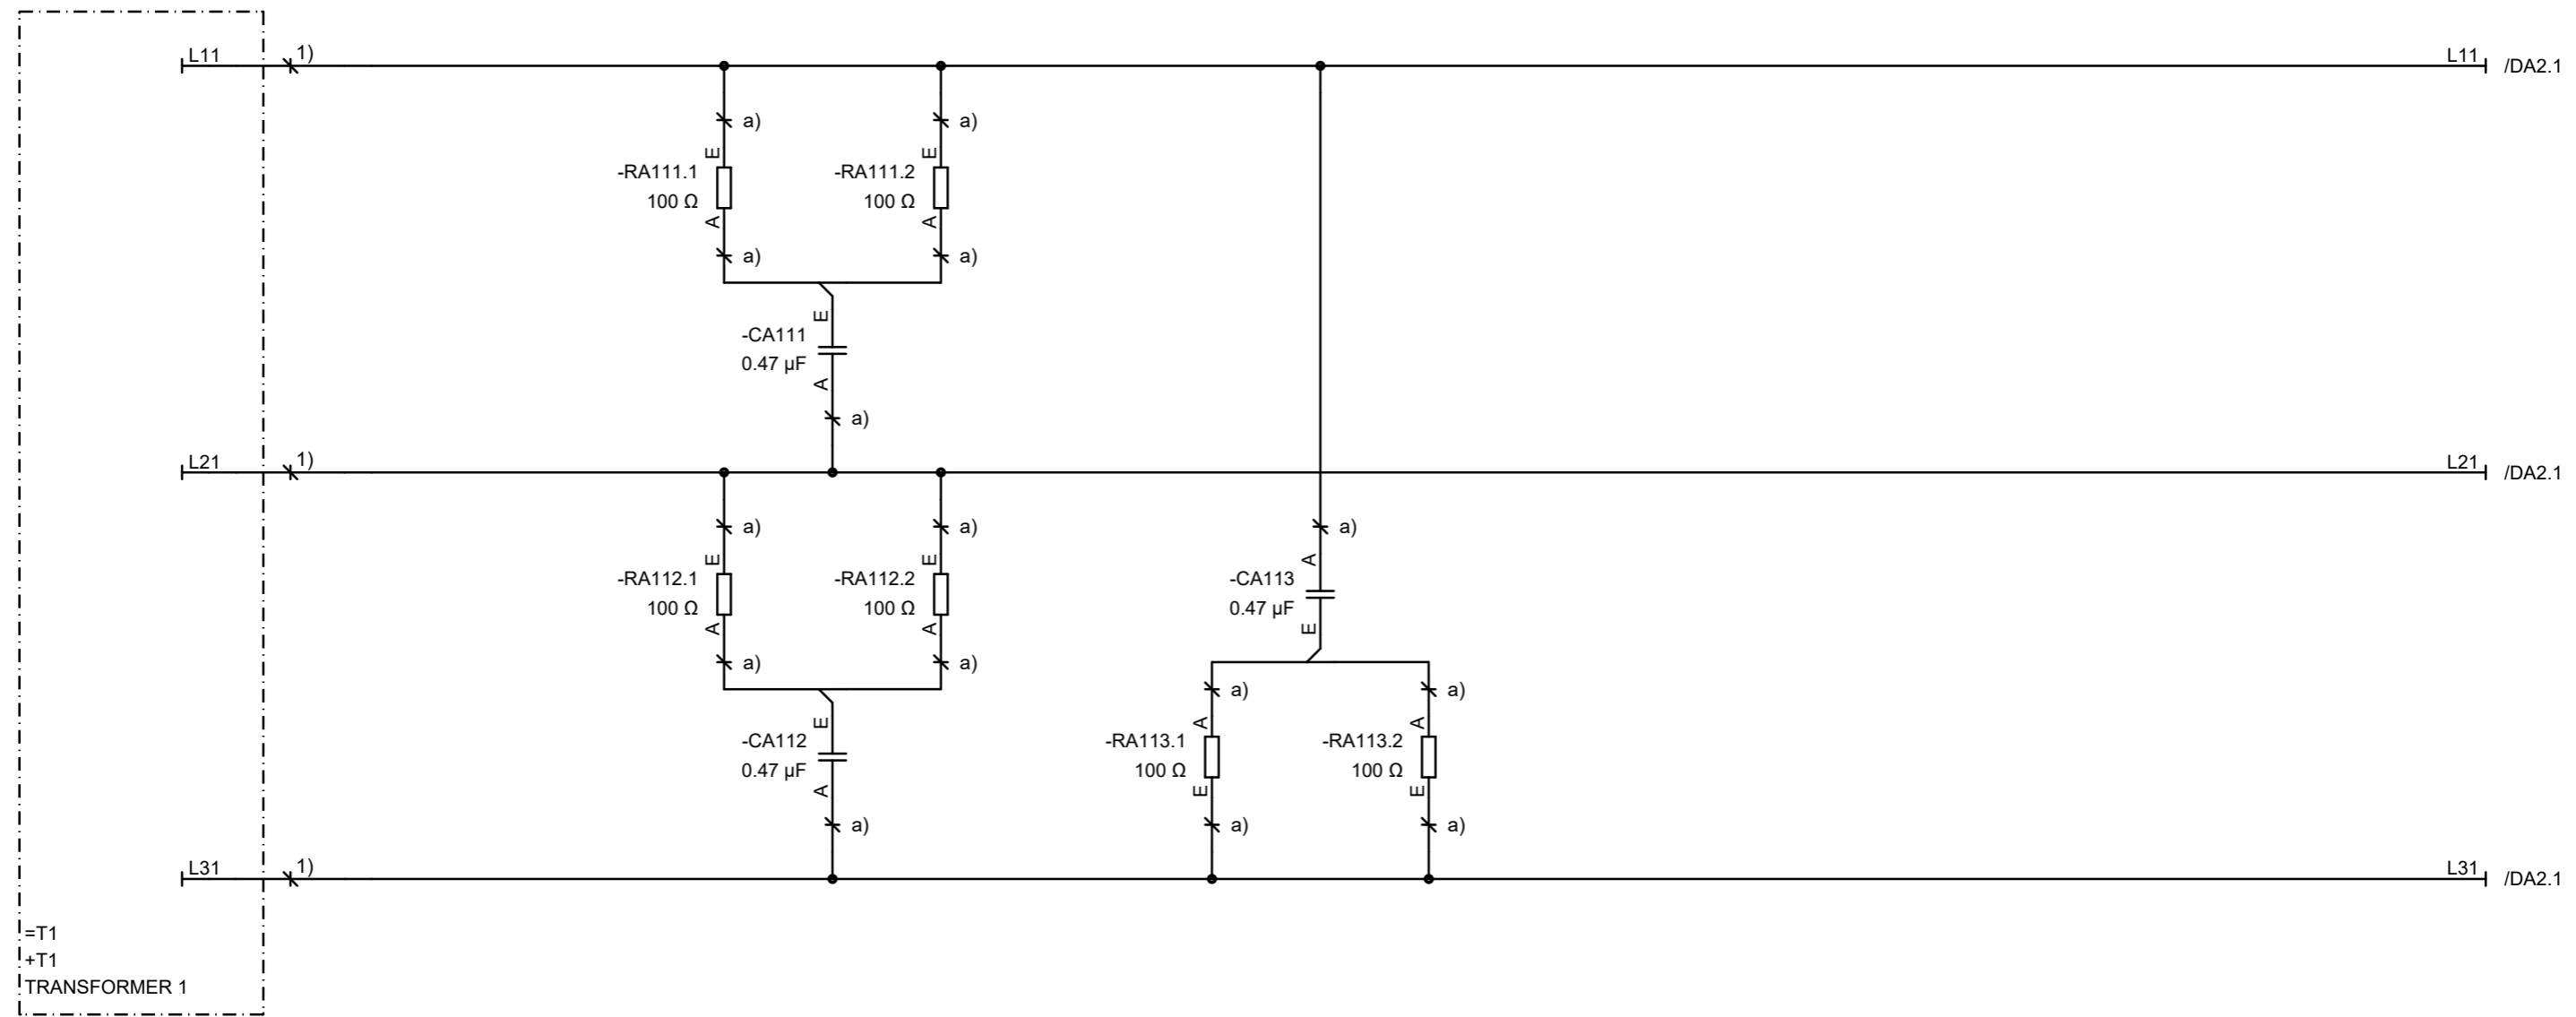 L11 1) L11 /DA2.1
a) a)
E E
-RA111.1 -RA111.2
100 Ω 100 Ω
A A
a) a)
E
-CA111
0.47 µF
A
a)
L21 1) L21 /DA2.1
a) a) a)
E E A
-RA112.1 -RA112.2 -CA113
100 Ω 100 Ω 0.47 µF
A A E
a) a) a) a)
E A A
-CA112 -RA113.1 -RA113.2
0.47 µF 100 Ω 100 Ω
A E E
a) a) a)
L31 1) L31 /DA2.1
=T1
+T1
TRANSFORMER 1